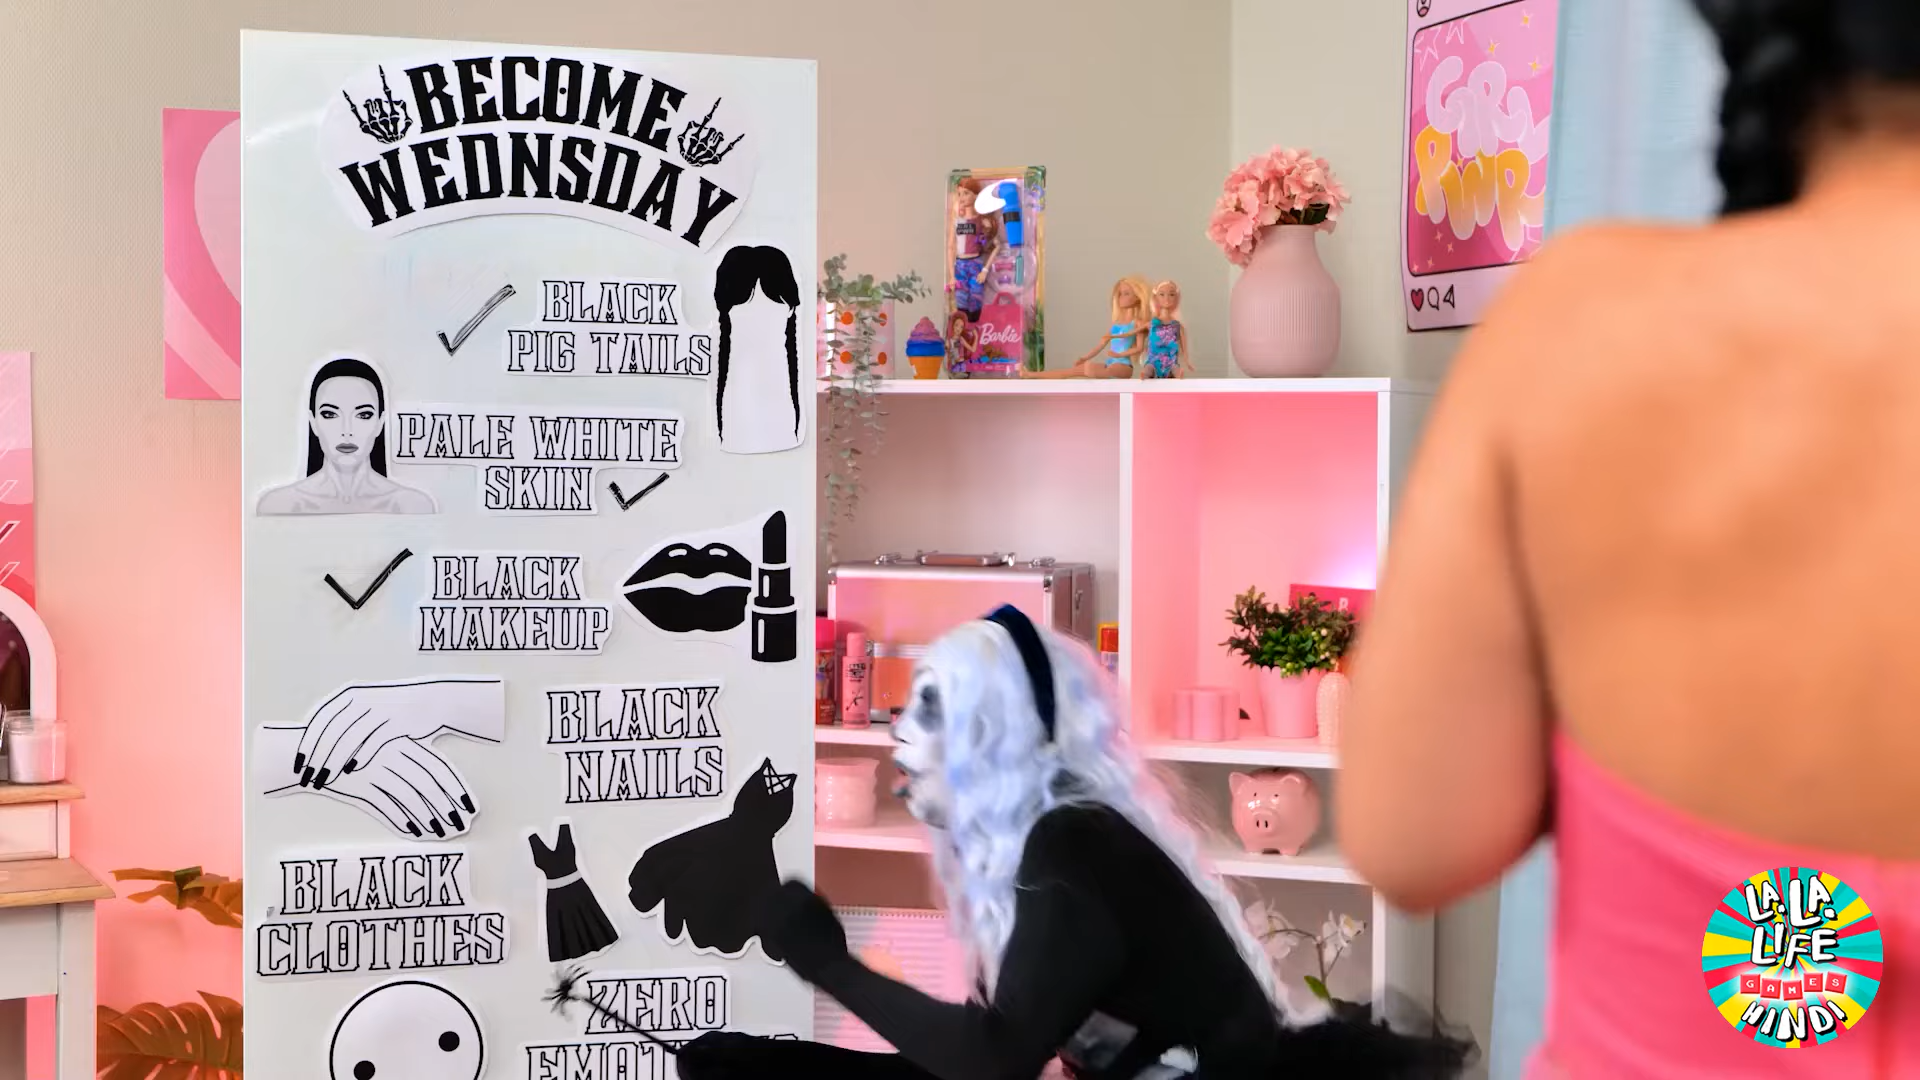 BECOME
WEDNSDAY
BLACK
PIG TAILS
PALE WHITE
SKIN
BLACK
MAKEUP
BLACK
NAILS
BLACK
CLOTHES
ZERO
Barbie
GIRL
PWR
LA.LA.
LIFE
GAMES
HINDI